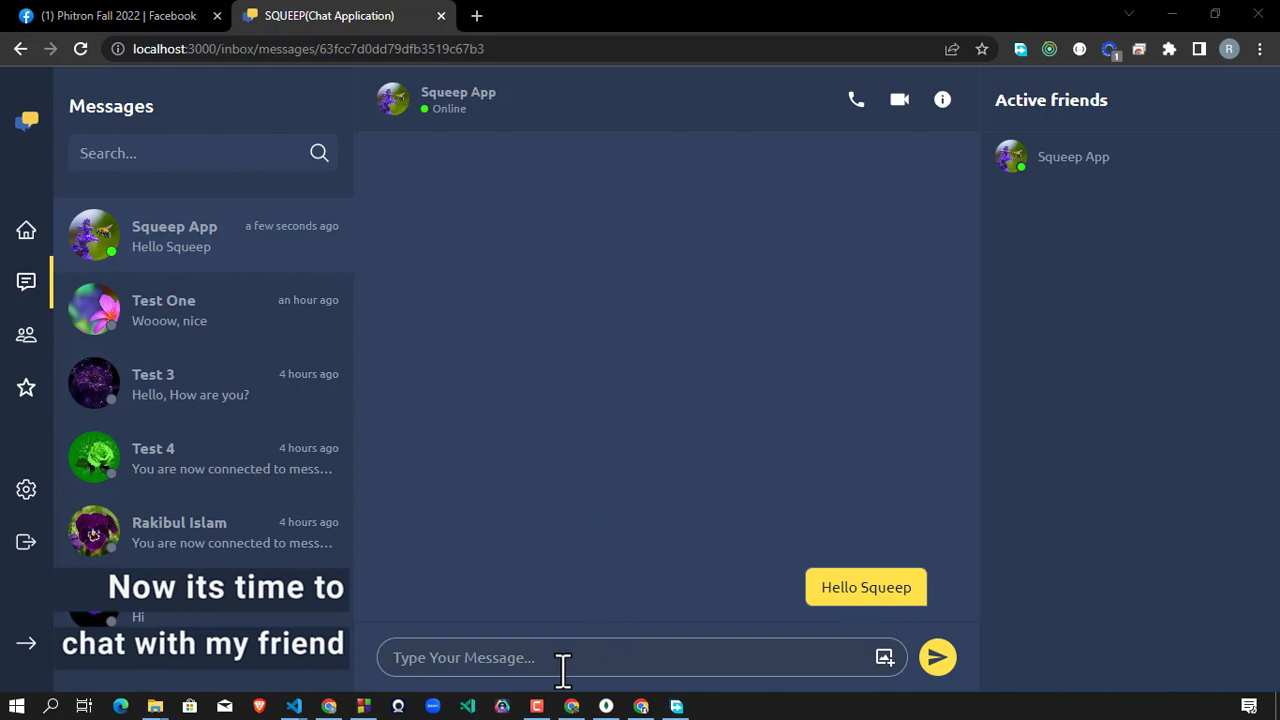 (1) Phitron Fall 2022 | Facebook
SQUEEP(Chat Application)
localhost:3000/inbox/messages/63fcc7d0dd79dfb3519c67b3
1
R
Messages
Search...
Squeep App
a few seconds ago
Hello Squeep
Test One
an hour ago
Wooow, nice
Test 3
4 hours ago
Hello, How are you?
Test 4
4 hours ago
You are now connected to mess...
Rakibul Islam
4 hours ago
You are now connected to mess...
Hi
Now its time to
chat with my friend
Squeep App
Online
Hello Squeep
Type Your Message...
Active friends
Squeep App